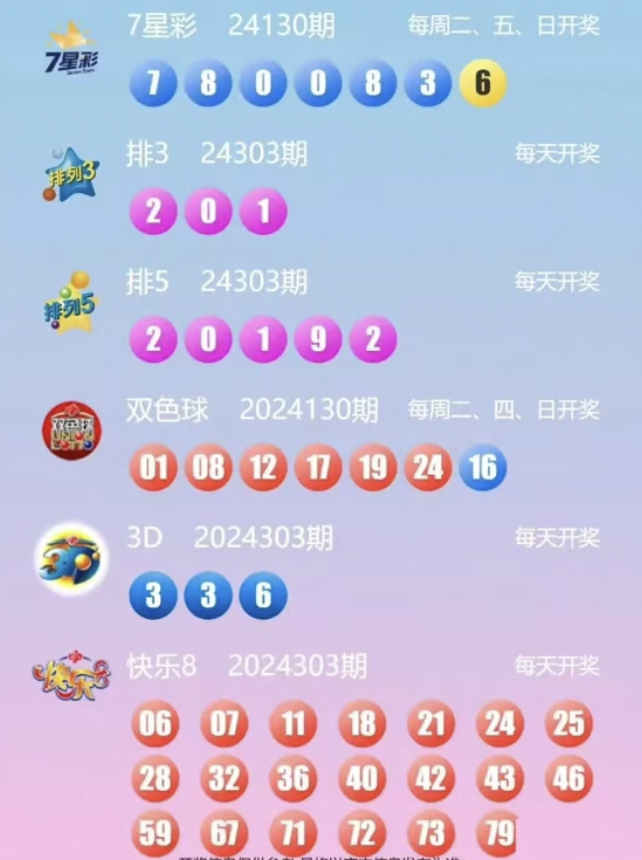 7星彩 24130期 每周二、五、日开奖
7星彩
7 8 0 0 8 3 6
排3 24303期 每天开奖
排列3
2 0 1
排5 24303期 每天开奖
排列5
2 0 1 9 2
双色球 2024130期 每周二、四、日开奖
双色球
01 08 12 17 19 24 16
3D 2024303期 每天开奖
3 3 6
快乐8 2024303期 每天开奖
快乐
06 07 11 18 21 24 25
28 32 36 40 42 43 46
59 67 71 72 73 79